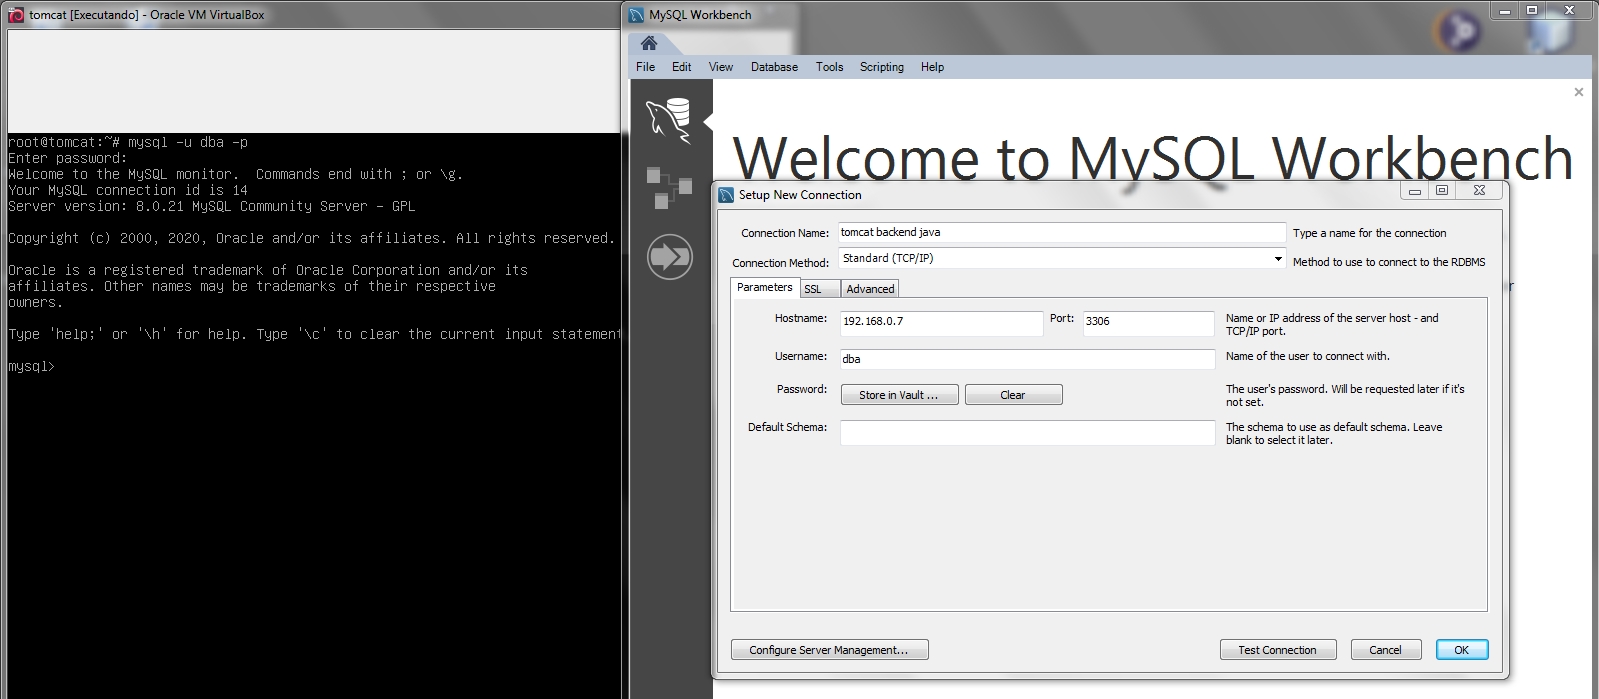 tomcat [Executando] - Oracle VM VirtualBox
root@tomcat:~# mysql -u dba -p
Enter password:
Welcome to the MySQL monitor.  Commands end with ; or \g.
Your MySQL connection id is 14
Server version: 8.0.21 MySQL Community Server - GPL
Copyright (c) 2000, 2020, Oracle and/or its affiliates. All rights reserved.
Oracle is a registered trademark of Oracle Corporation and/or its
affiliates. Other names may be trademarks of their respective
owners.
Type 'help;' or '\h' for help. Type '\c' to clear the current input statement
mysql>
MySQL Workbench
File Edit View Database Tools Scripting Help
Welcome to MySQL Workbench
Setup New Connection
Connection Name: tomcat backend java Type a name for the connection
Connection Method: Standard (TCP/IP) Method to use to connect to the RDBMS
Parameters SSL Advanced
Hostname: 192.168.0.7 Port: 3306 Name or IP address of the server host - and
TCP/IP port.
Username: dba Name of the user to connect with.
Password: Store in Vault ... Clear The user's password. Will be requested later if it's
not set.
Default Schema: The schema to use as default schema. Leave
blank to select it later.
Configure Server Management... Test Connection Cancel OK